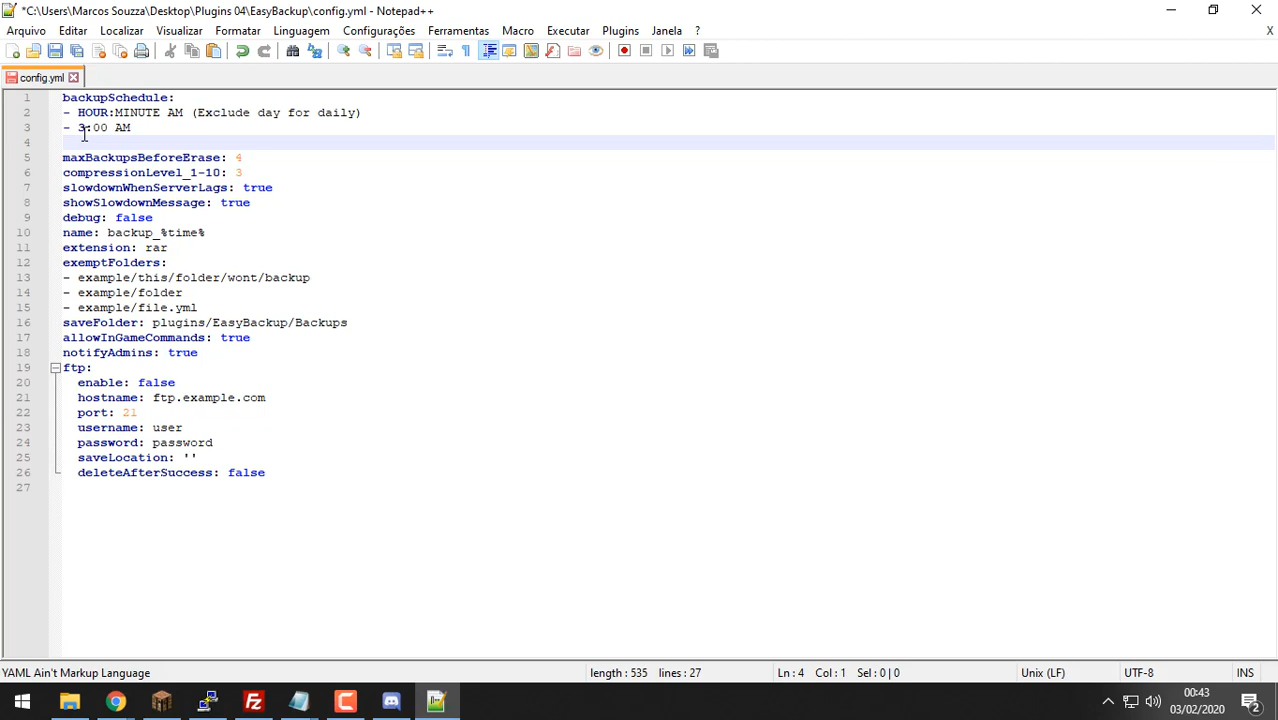 *C:\Users\Marcos Souza\Desktop\Plugins 04\EasyBackup\config.yml - Notepad++
Arquivo Editar Localizar Visualizar Formatar Linguagem Configurações Ferramentas Macro Executar Plugins Janela ? X
config.yml
1 backupSchedule:
2 - HOUR:MINUTE AM (Exclude day for daily)
3 - 3:00 AM
4
5 maxBackupsBeforeErase: 4
6 compressionLevel_1-10: 3
7 slowdownWhenServerLags: true
8 showSlowdownMessage: true
9 debug: false
10 name: backup_%time%
11 extension: rar
12 exemptFolders:
13 - example/this/folder/wont/backup
14 - example/folder
15 - example/file.yml
16 saveFolder: plugins/EasyBackup/Backups
17 allowInGameCommands: true
18 notifyAdmins: true
19 ftp:
20 enable: false
21 hostname: ftp.example.com
22 port: 21
23 username: user
24 password: password
25 saveLocation: ''
26 deleteAfterSuccess: false
27
YAML Ain't Markup Language length : 535 lines : 27 Ln : 4 Col : 1 Sel : 0 | 0 Unix (LF) UTF-8 INS
00:43
03/02/2020
2